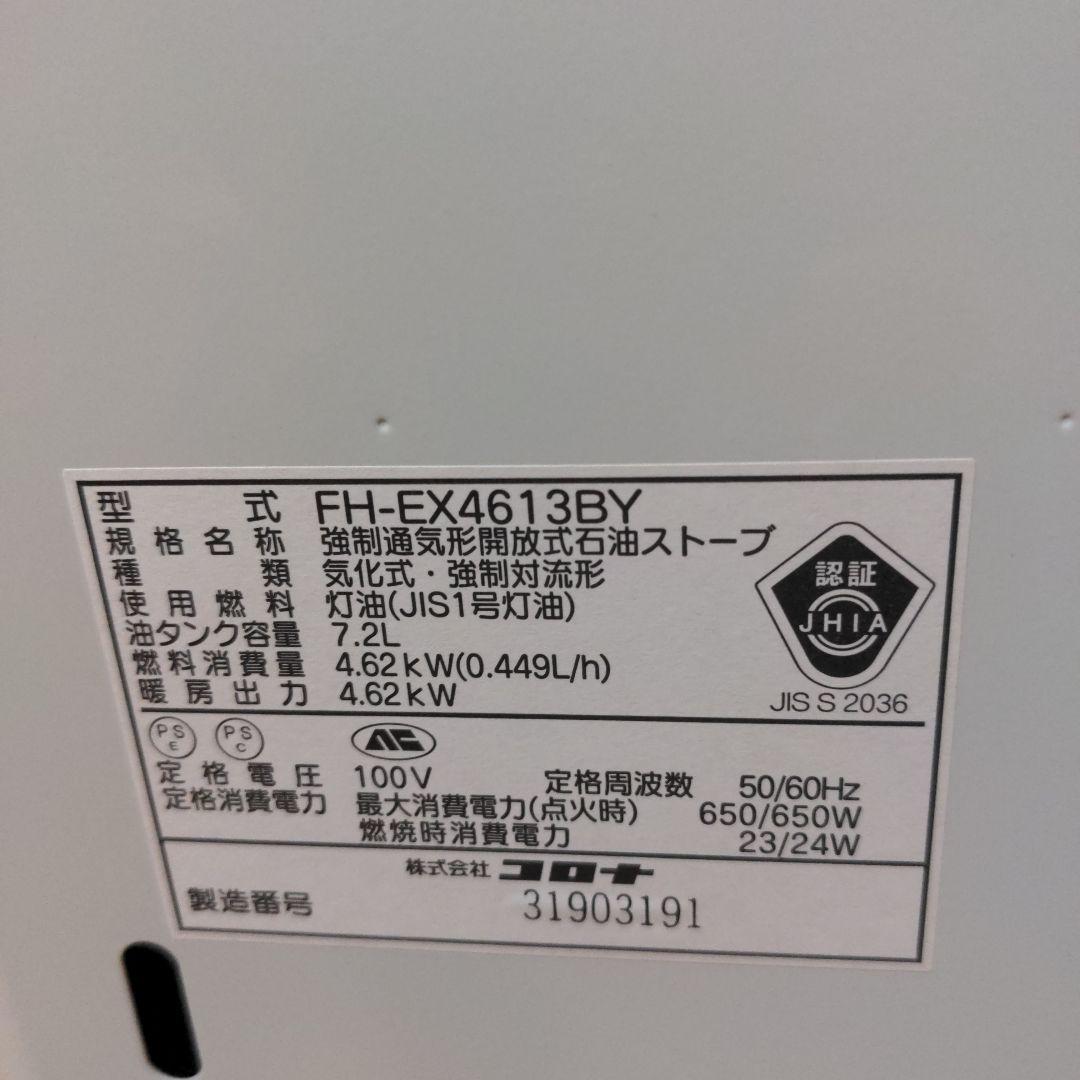 型式 FH-EX4613BY
規格名称 強制通気形開放式石油ストーブ
種類 気化式・強制対流形
使用燃料 灯油(JIS1号灯油)
油タンク容量 7.2L
燃料消費量 4.62kW(0.449L/h)
暖房出力 4.62kW
認証
JHIA
JIS S 2036
PS E PS C
定格電圧 100V 定格周波数 50/60Hz
定格消費電力 最大消費電力(点火時) 650/650W
燃焼時消費電力 23/24W
株式会社 コロナ
製造番号 31903191